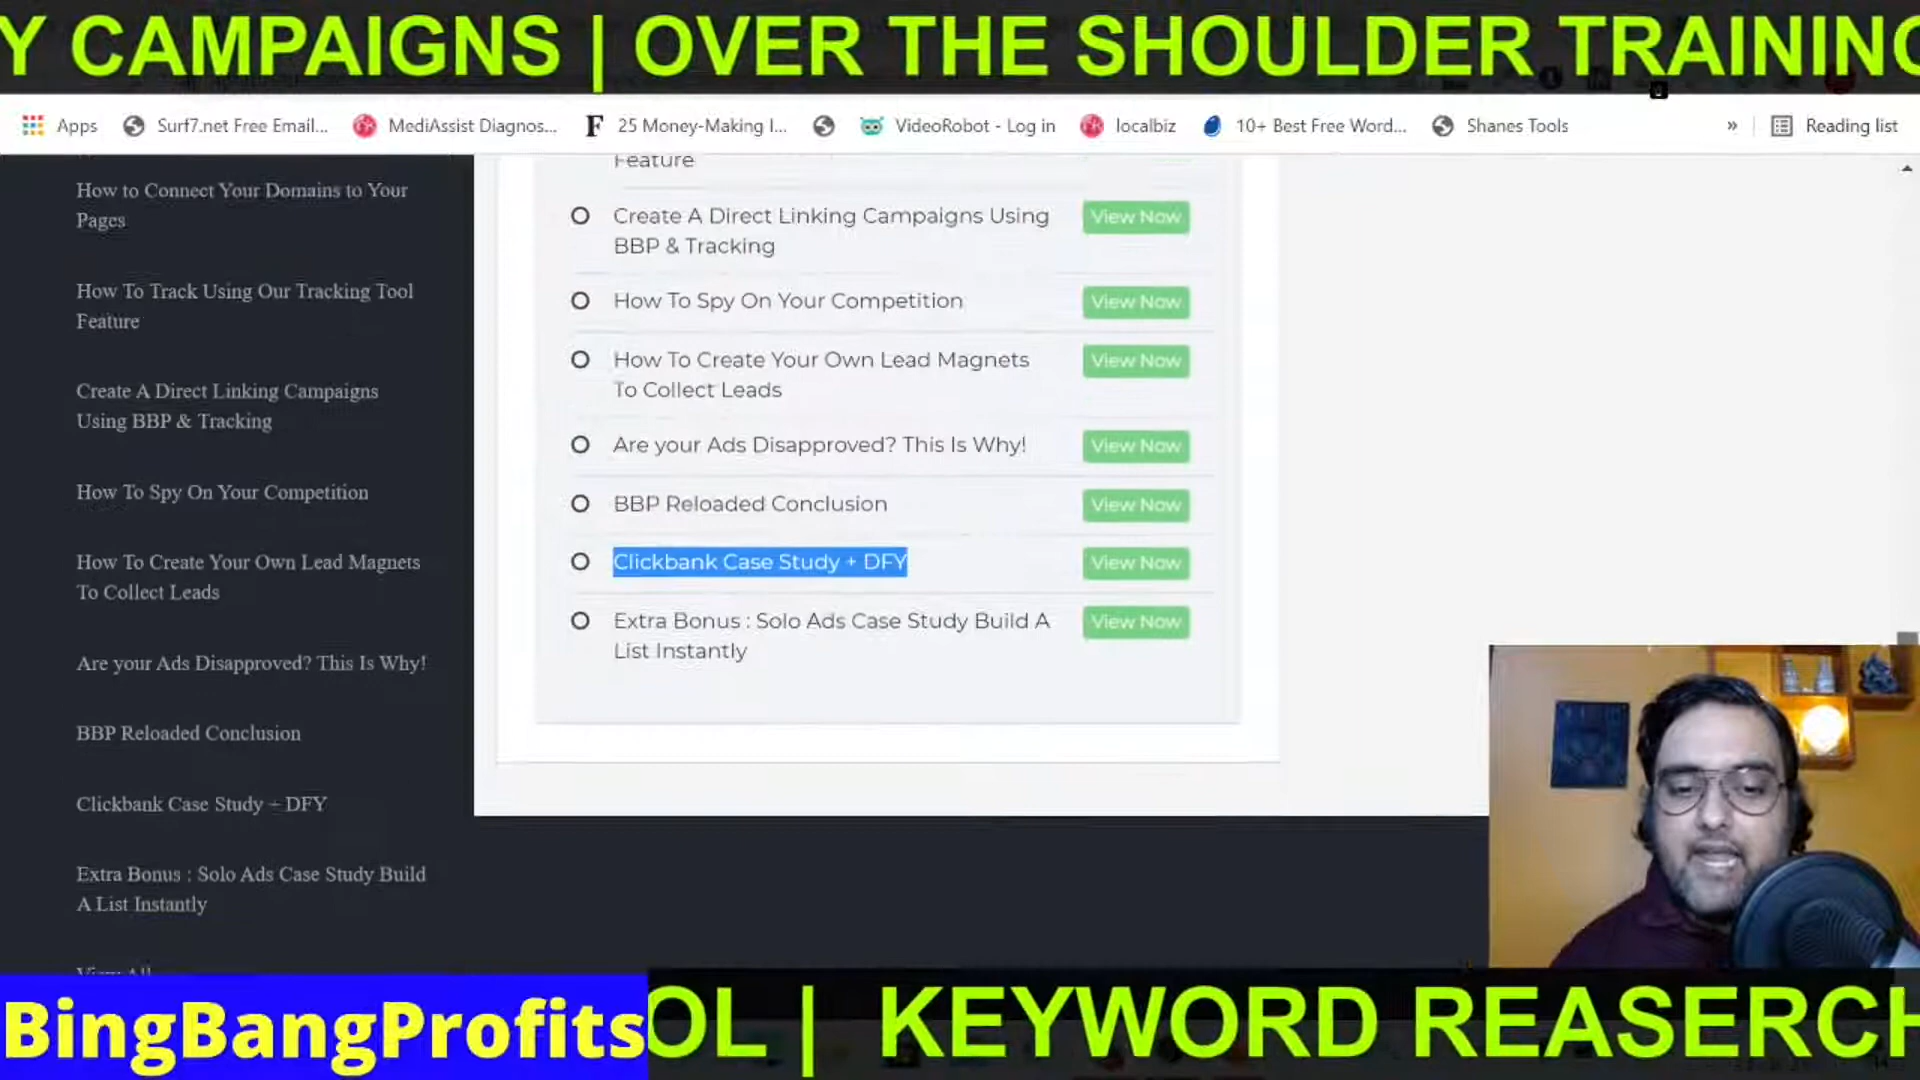 Y CAMPAIGNS | OVER THE SHOULDER TRAINING
Apps
Surf7.net Free Email...
MediAssist Diagnos...
25 Money-Making I...
VideoRobot - Log in
localbiz
10+ Best Free Word...
Shanes Tools
»
Reading list
How to Connect Your Domains to Your
Pages
How To Track Using Our Tracking Tool
Feature
Create A Direct Linking Campaigns
Using BBP & Tracking
How To Spy On Your Competition
How To Create Your Own Lead Magnets
To Collect Leads
Are your Ads Disapproved? This Is Why!
BBP Reloaded Conclusion
Clickbank Case Study + DFY
Extra Bonus : Solo Ads Case Study Build
A List Instantly
View All
Feature
Create A Direct Linking Campaigns Using
BBP & Tracking
View Now
How To Spy On Your Competition
View Now
How To Create Your Own Lead Magnets
To Collect Leads
View Now
Are your Ads Disapproved? This Is Why!
View Now
BBP Reloaded Conclusion
View Now
Clickbank Case Study + DFY
View Now
Extra Bonus : Solo Ads Case Study Build A
List Instantly
View Now
BingBangProfits
OL | KEYWORD REASERCH